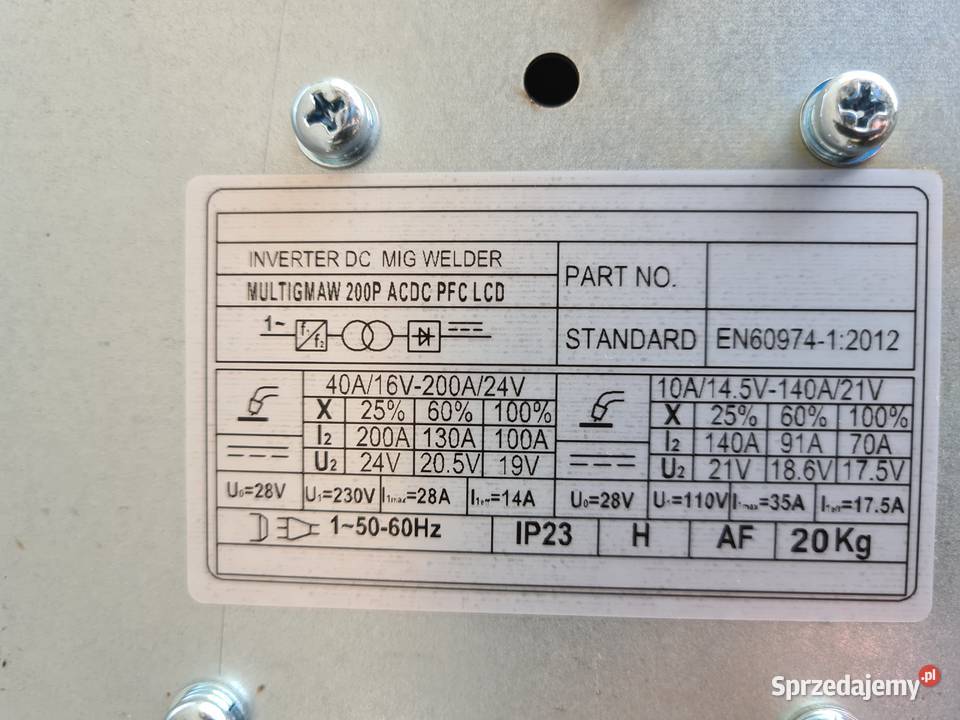 INVERTER DC MIG WELDER
MULTIGMAW 200P ACDC PFC LCD
PART NO.
1~ f₁/f₂
STANDARD EN60974-1:2012
40A/16V-200A/24V
X 25% 60% 100%
I₂ 200A 130A 100A
U₂ 24V 20.5V 19V
U₀=28V U₁=230V I₁ₘₐₓ=28A I₁eff=14A
10A/14.5V-140A/21V
X 25% 60% 100%
I₂ 140A 91A 70A
U₂ 21V 18.6V 17.5V
U₀=28V U₁=110V I₁ₘₐₓ=35A I₁eff=17.5A
1~50-60Hz IP23 H AF 20Kg
Sprzedajemy.pl